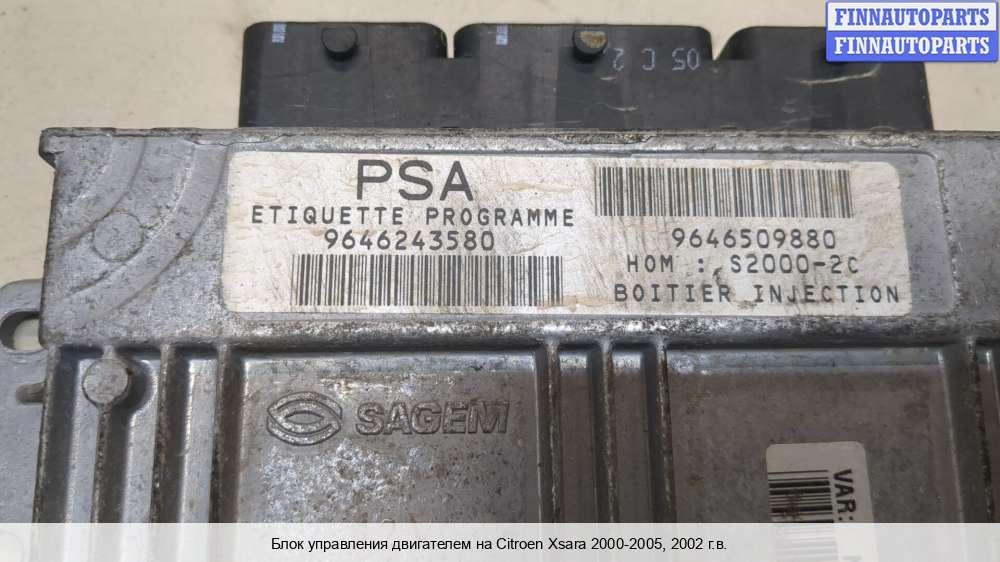 FINNAUTOPARTS
FINNAUTOPARTS
05 C 2
PSA
ETIQUETTE PROGRAMME
9646243580
9646509880
HOM : S2000-2C
BOITIER INJECTION
SAGEM
VAR:
Блок управления двигателем на Citroen Xsara 2000-2005, 2002 г.в.